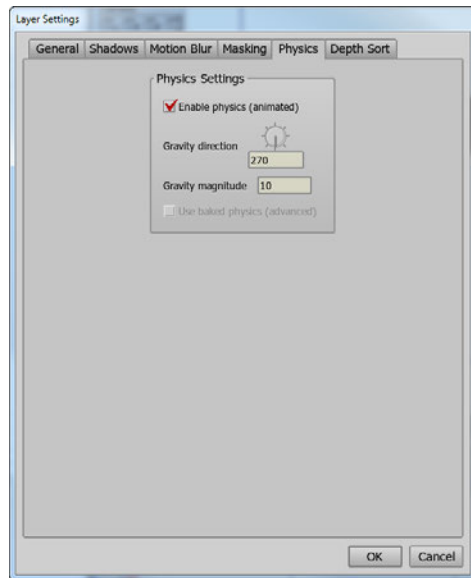 Layer Settings
General Shadows Motion Blur Masking Physics Depth Sort
Physics Settings
Enable physics (animated)
Gravity direction
270
Gravity magnitude 10
Use baked physics (advanced)
OK Cancel